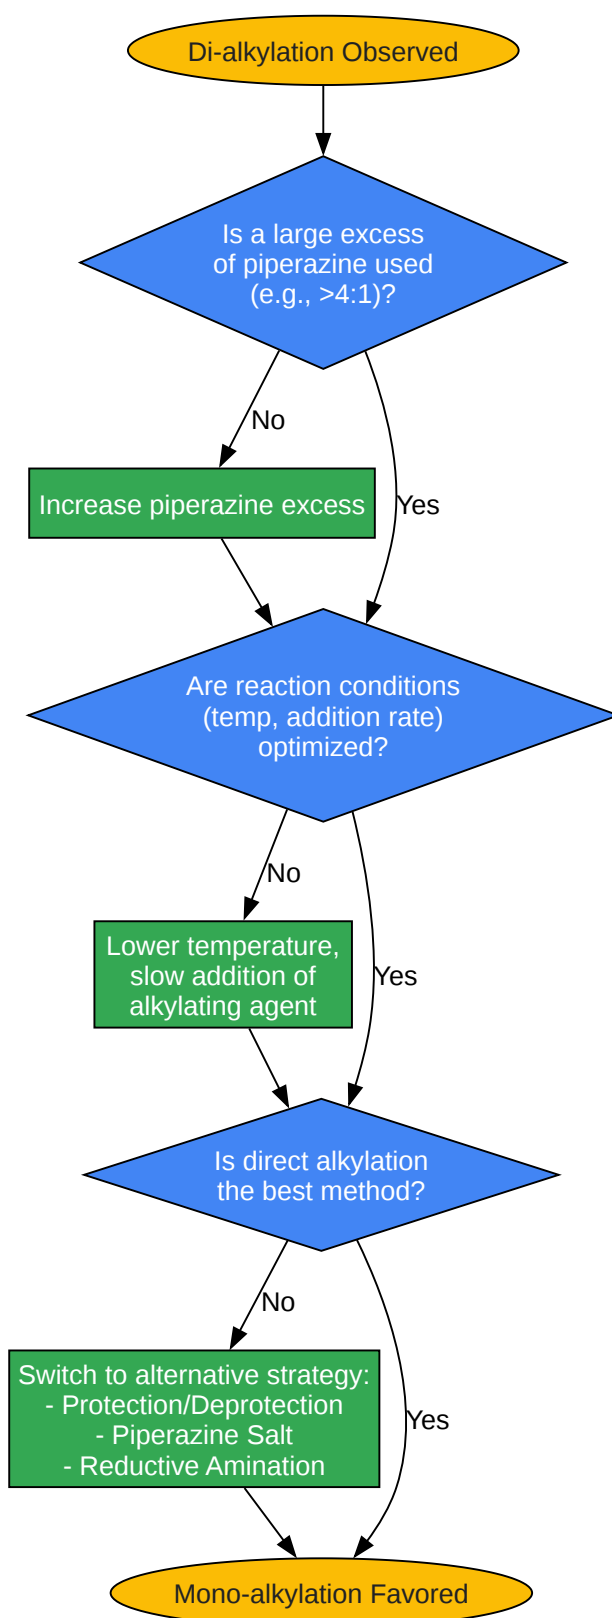 Di-alkylation Observed
Is a large excess
of piperazine used
(e.g., >4:1)?
No
Increase piperazine excess
Yes
Are reaction conditions
(temp, addition rate)
optimized?
No
Lower temperature,
slow addition of
alkylating agent
Yes
Is direct alkylation
the best method?
No
Switch to alternative strategy:
- Protection/Deprotection
- Piperazine Salt
- Reductive Amination
Yes
Mono-alkylation Favored